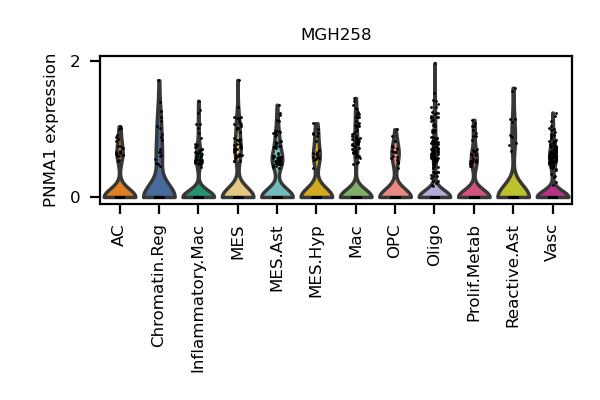 MGH258
PNMA1 expression
2
0
AC
Chromatin.Reg
Inflammatory.Mac
MES
MES.Ast
MES.Hyp
Mac
OPC
Oligo
Prolif.Metab
Reactive.Ast
Vasc